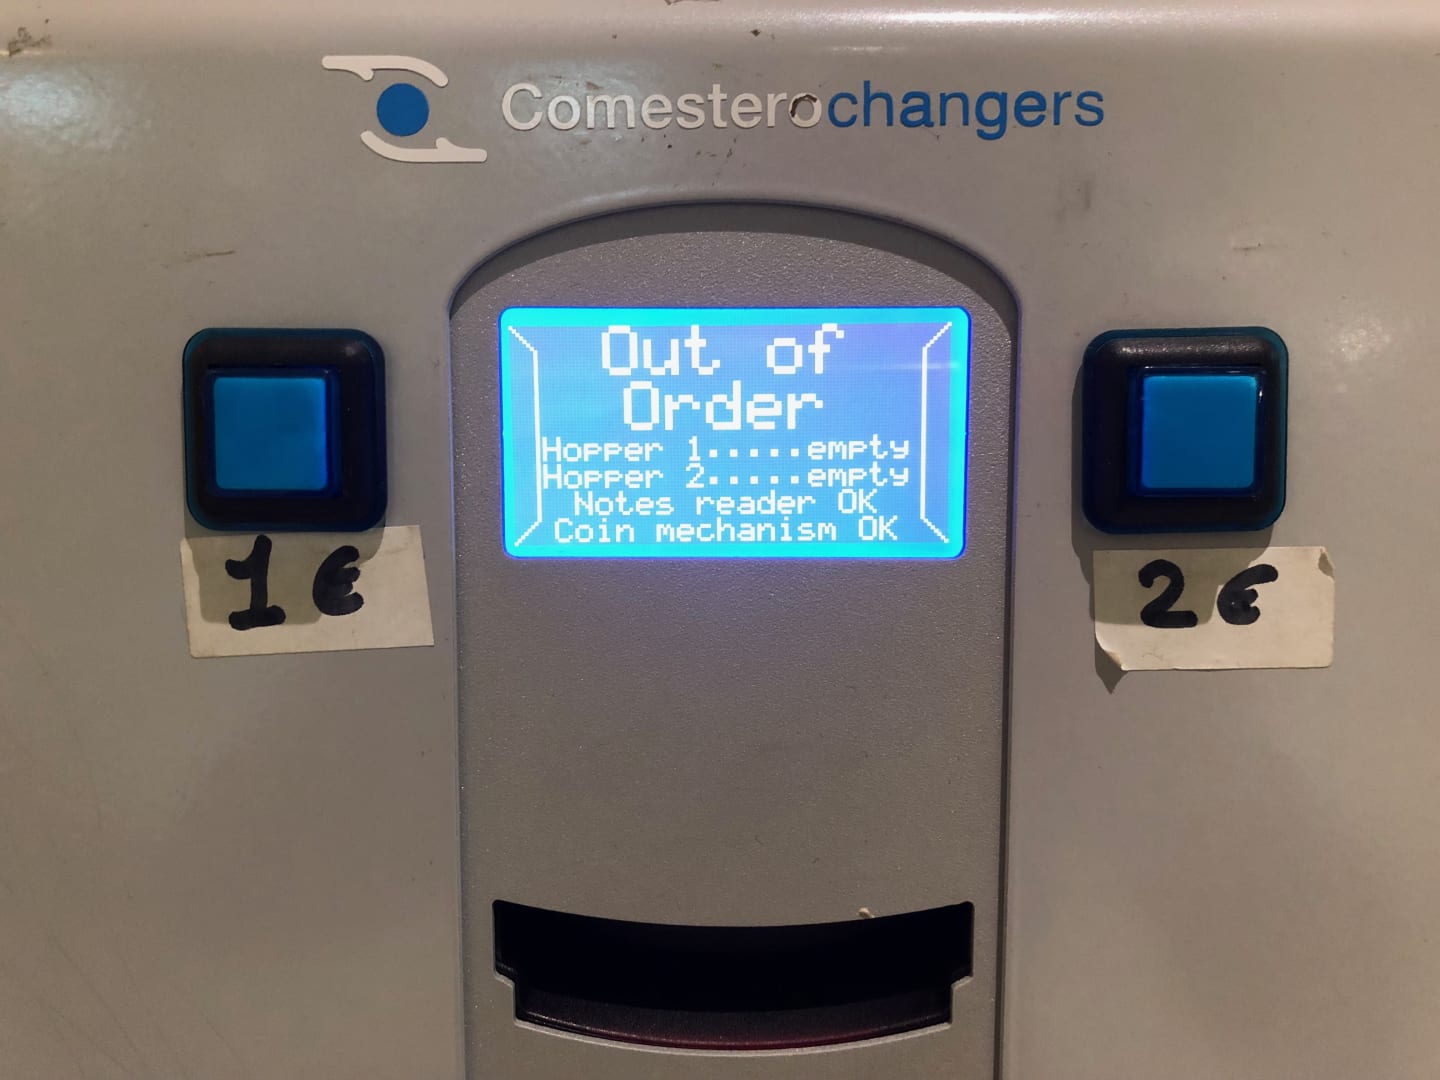 Comesterochangers
Out of
Order
Hopper 1.....empty
Hopper 2.....empty
Notes reader OK
Coin mechanism OK
1€
2€